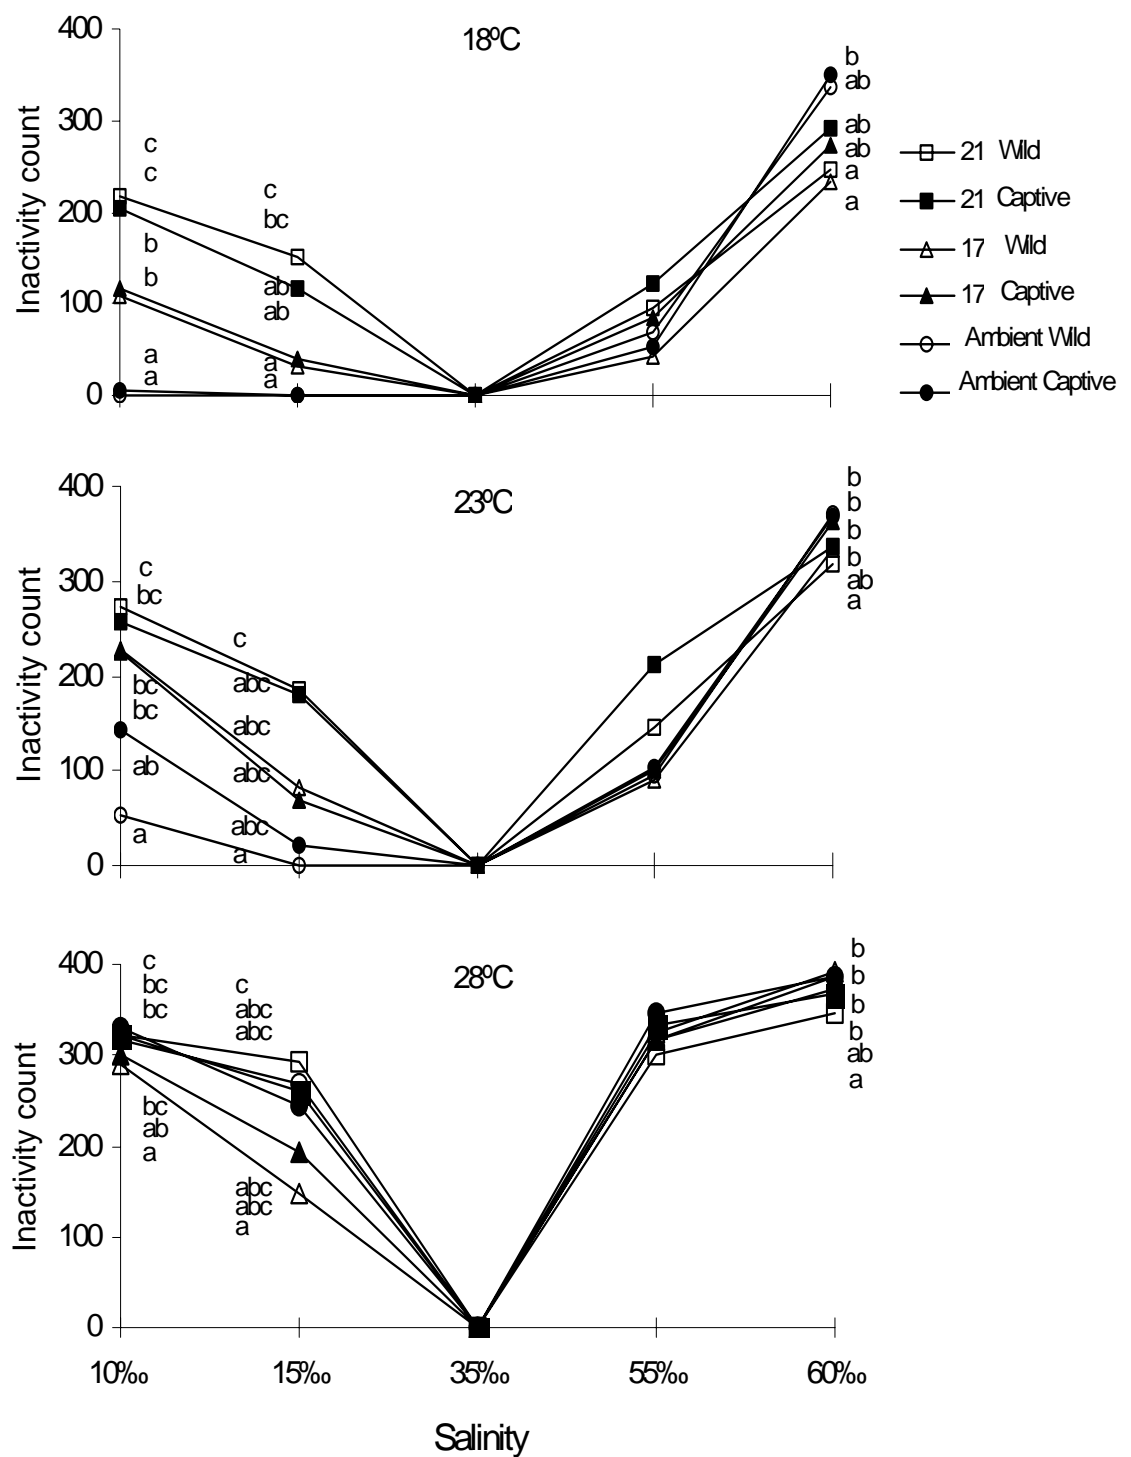 18ºC
Inactivity count
400
300
200
100
0
c
c
b
b
a
a
c
bc
ab
ab
a
a
b
ab
ab
ab
a
a
21 Wild
21 Captive
17 Wild
17 Captive
Ambient Wild
Ambient Captive
23ºC
Inactivity count
400
300
200
100
0
c
bc
bc
bc
ab
a
c
abc
abc
abc
abc
a
b
b
b
b
ab
a
28ºC
Inactivity count
400
300
200
100
0
c
bc
bc
bc
ab
a
c
abc
abc
abc
abc
a
b
b
b
b
ab
a
10‰ 15‰ 35‰ 55‰ 60‰
Salinity